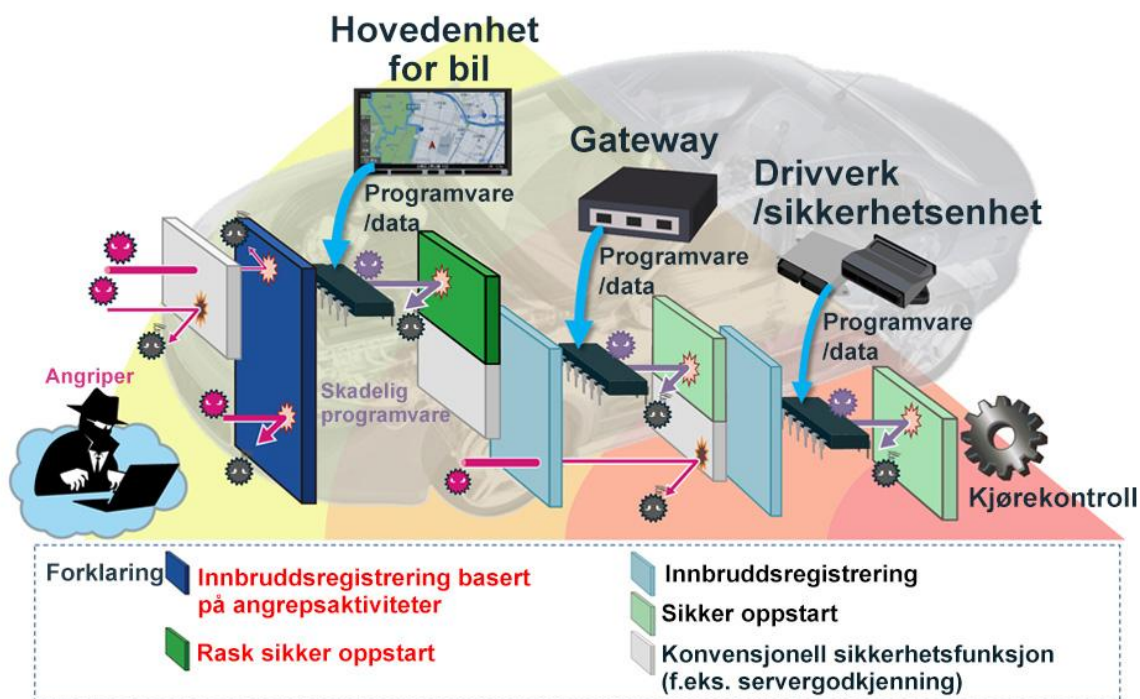 Hovedenhet
for bil
Gateway
Drivverk
/sikkerhetsenhet
Programvare
/data
Programvare
/data
Programvare
/data
Angriper
Skadelig
programvare
Kjørekontroll
Forklaring
Innbruddsregistrering basert
på angrepsaktiviteter
Rask sikker oppstart
Innbruddsregistrering
Sikker oppstart
Konvensjonell sikkerhetsfunksjon
(f.eks. servergodkjenning)